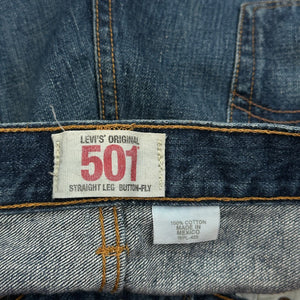 LEVI'S® ORIGINAL
501
STRAIGHT LEG BUTTON-FLY
100% COTTON
MADE IN
MEXICO